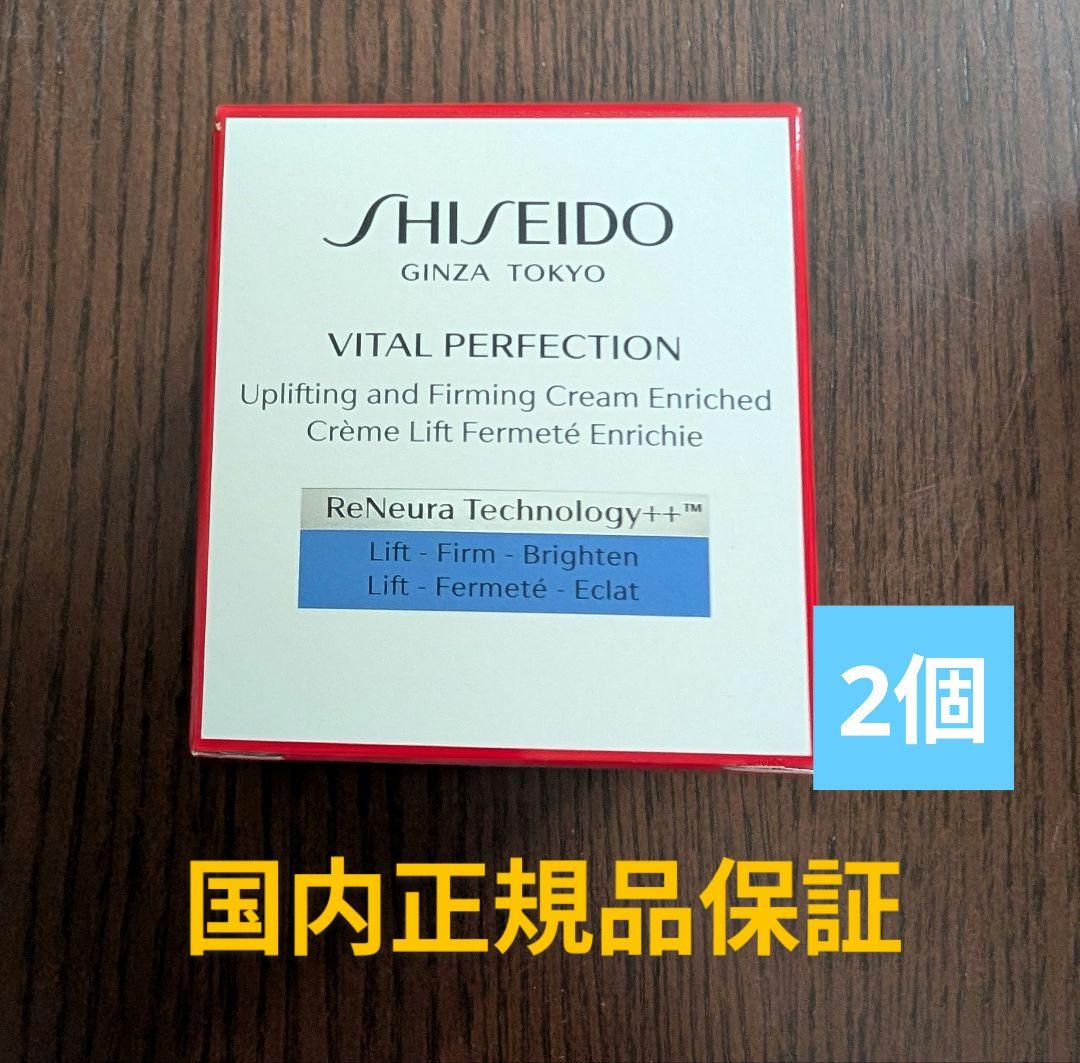 SHISEIDO
GINZA TOKYO
VITAL PERFECTION
Uplifting and Firming Cream Enriched
Crème Lift Fermeté Enrichie
ReNeura Technology++™
Lift - Firm - Brighten
Lift - Fermeté - Eclat
2個
国内正規品保証